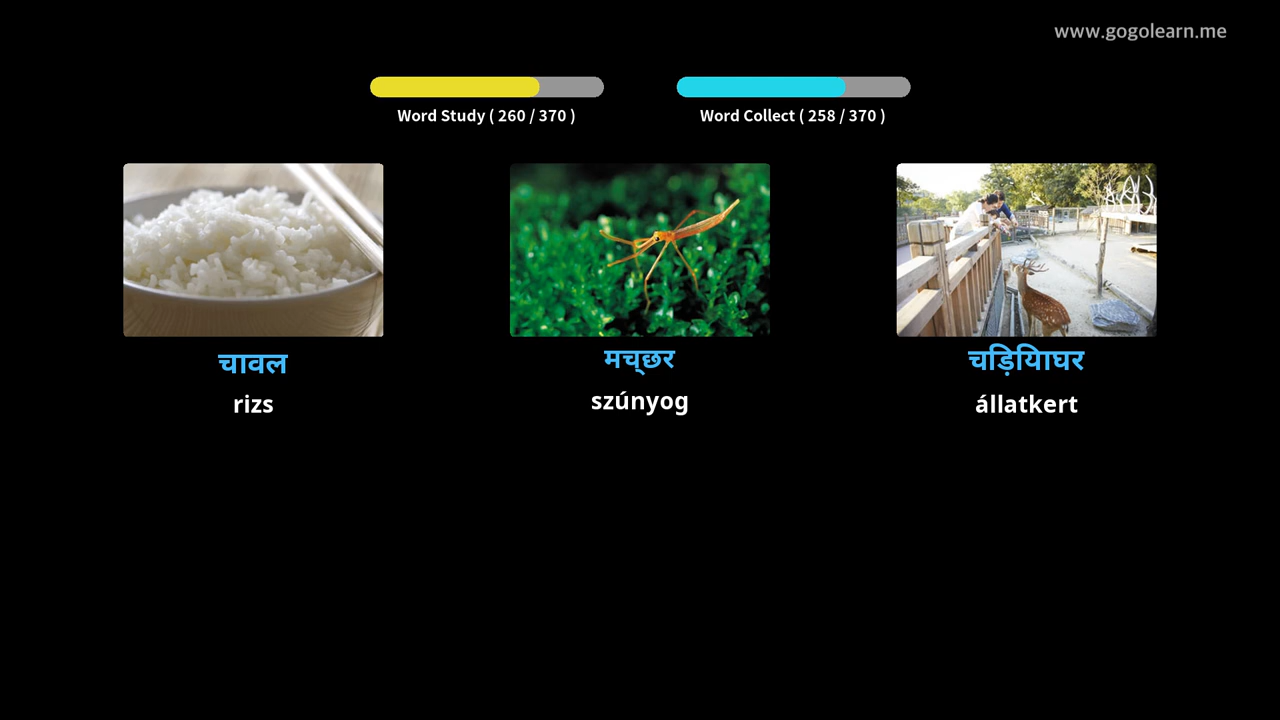 www.gogolearn.me
Word Study ( 260 / 370 )
Word Collect ( 258 / 370 )
चावल
मच्छर
चड़ियािघर
rizs
szúnyog
állatkert